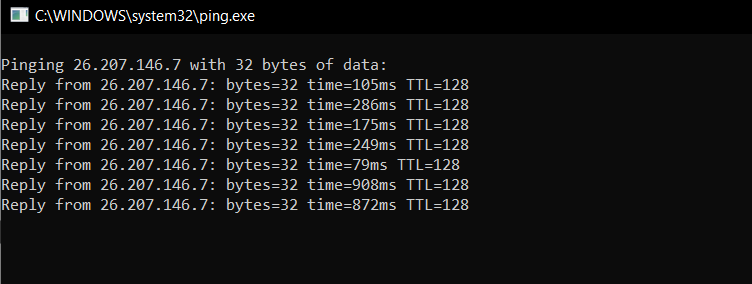 C:\WINDOWS\system32\ping.exe
Pinging 26.207.146.7 with 32 bytes of data:
Reply from 26.207.146.7: bytes=32 time=105ms TTL=128
Reply from 26.207.146.7: bytes=32 time=286ms TTL=128
Reply from 26.207.146.7: bytes=32 time=175ms TTL=128
Reply from 26.207.146.7: bytes=32 time=249ms TTL=128
Reply from 26.207.146.7: bytes=32 time=79ms TTL=128
Reply from 26.207.146.7: bytes=32 time=908ms TTL=128
Reply from 26.207.146.7: bytes=32 time=872ms TTL=128